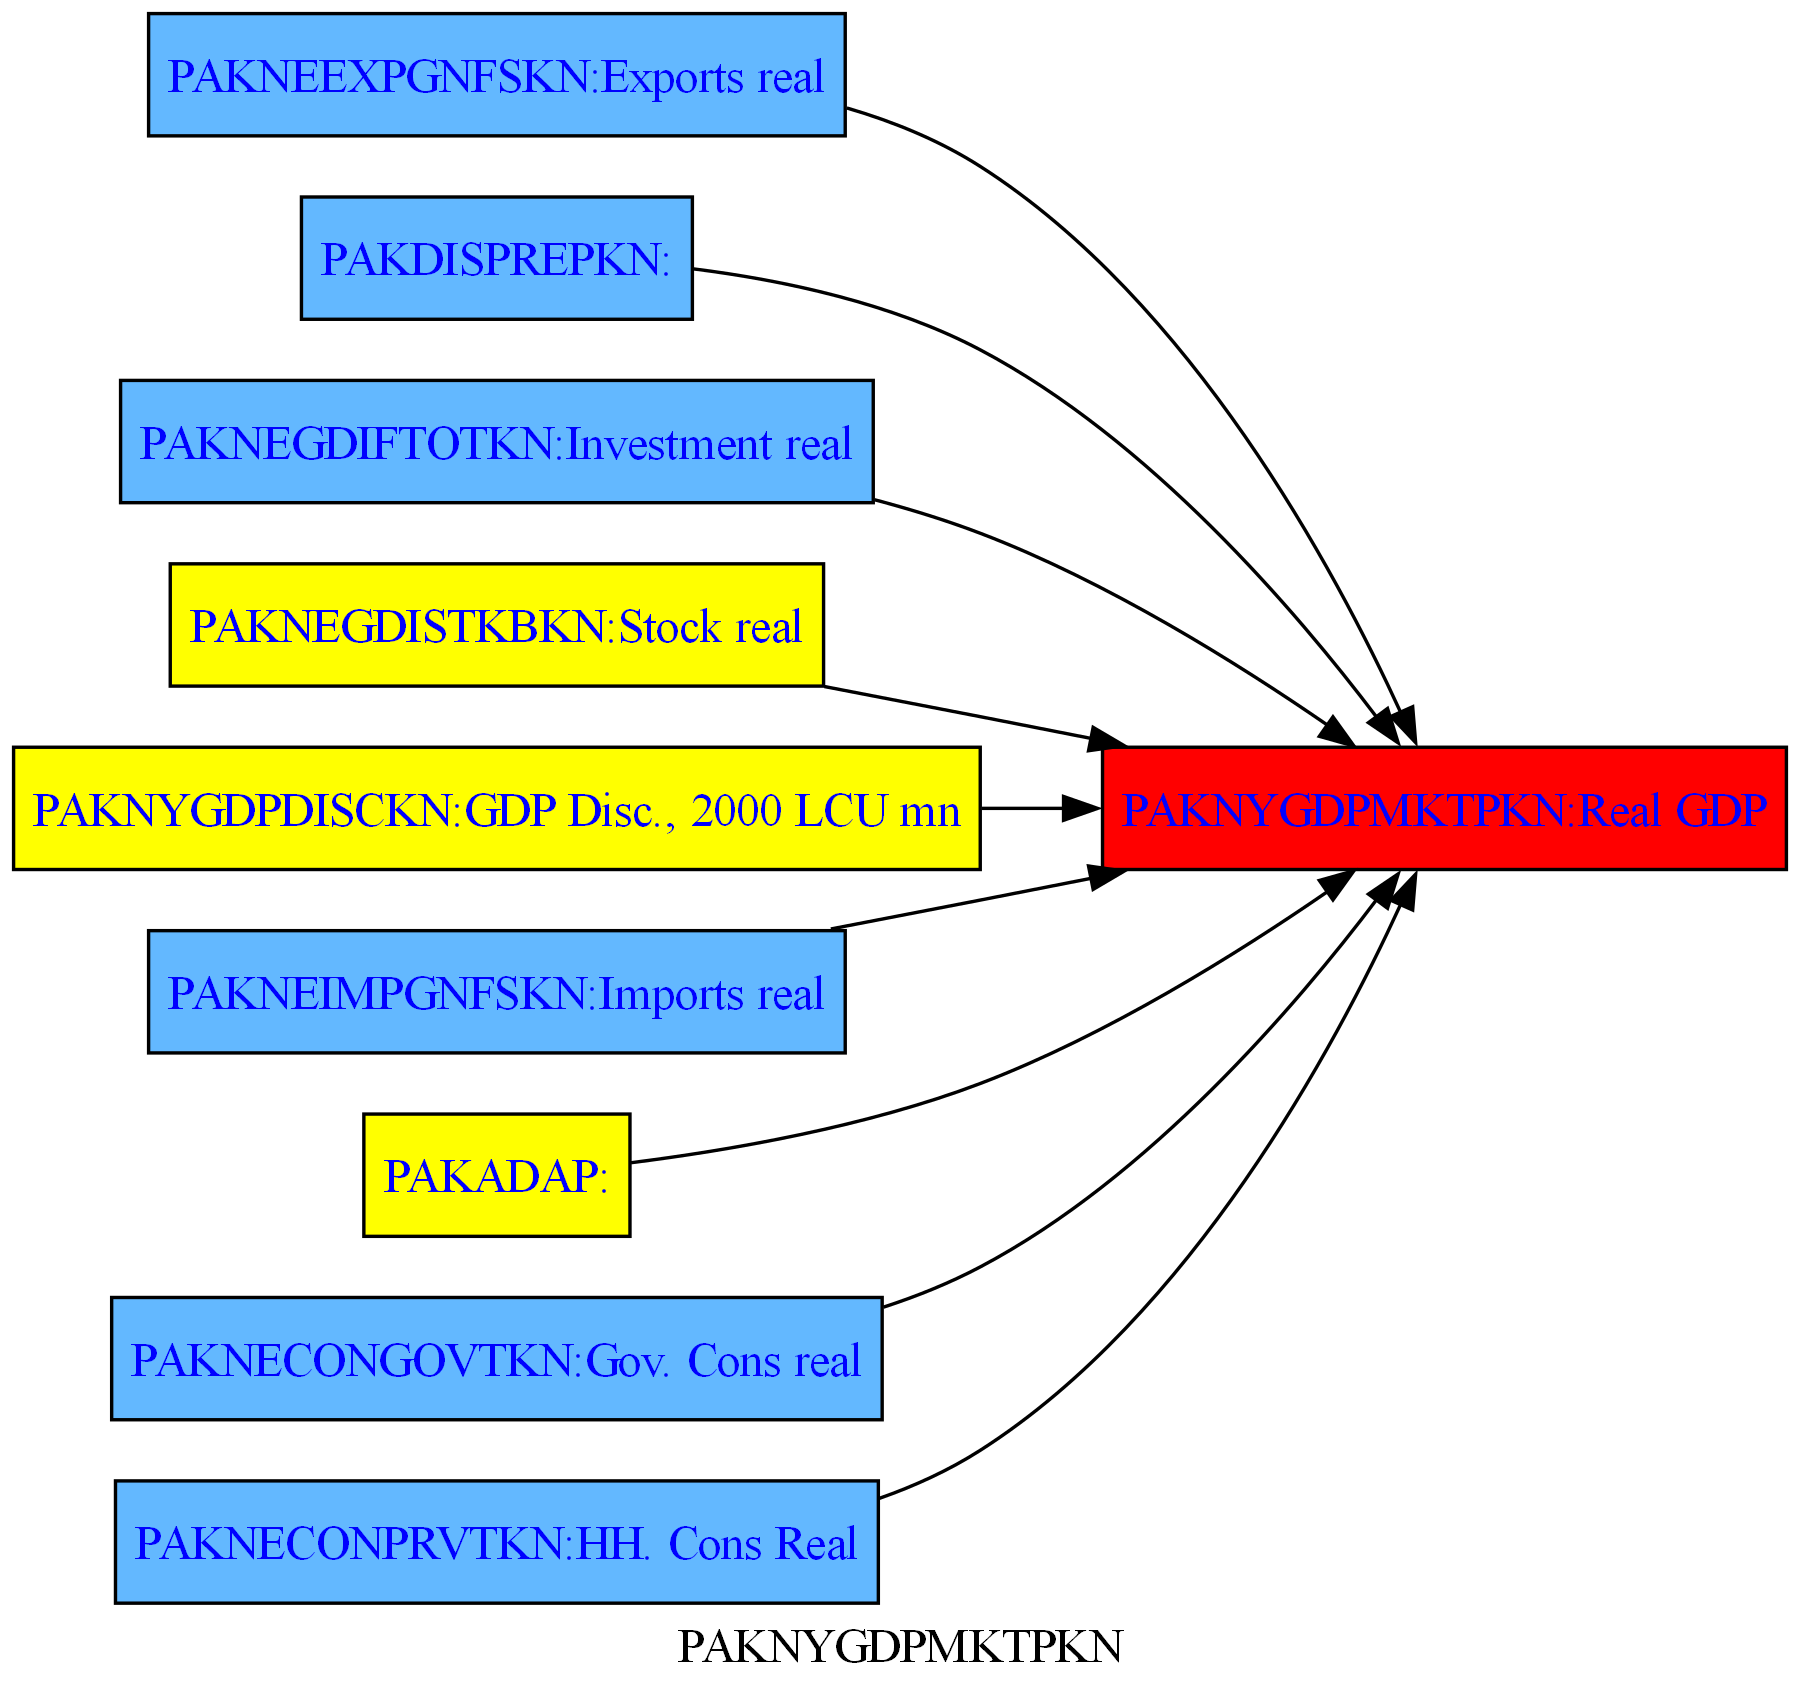 PAKNEEXPGNFSKN:Exports real
PAKDISPREPKN:
PAKNEGDIFTOTKN:Investment real
PAKNEGDISTKBKN:Stock real
PAKNYGDPDISCKN:GDP Disc., 2000 LCU mn
PAKNYGDPMKTPKN:Real GDP
PAKNEIMPGNFSKN:Imports real
PAKADAP:
PAKNECONGOVTKN:Gov. Cons real
PAKNECONPRVTKN:HH. Cons Real
PAKNYGDPMKTPKN